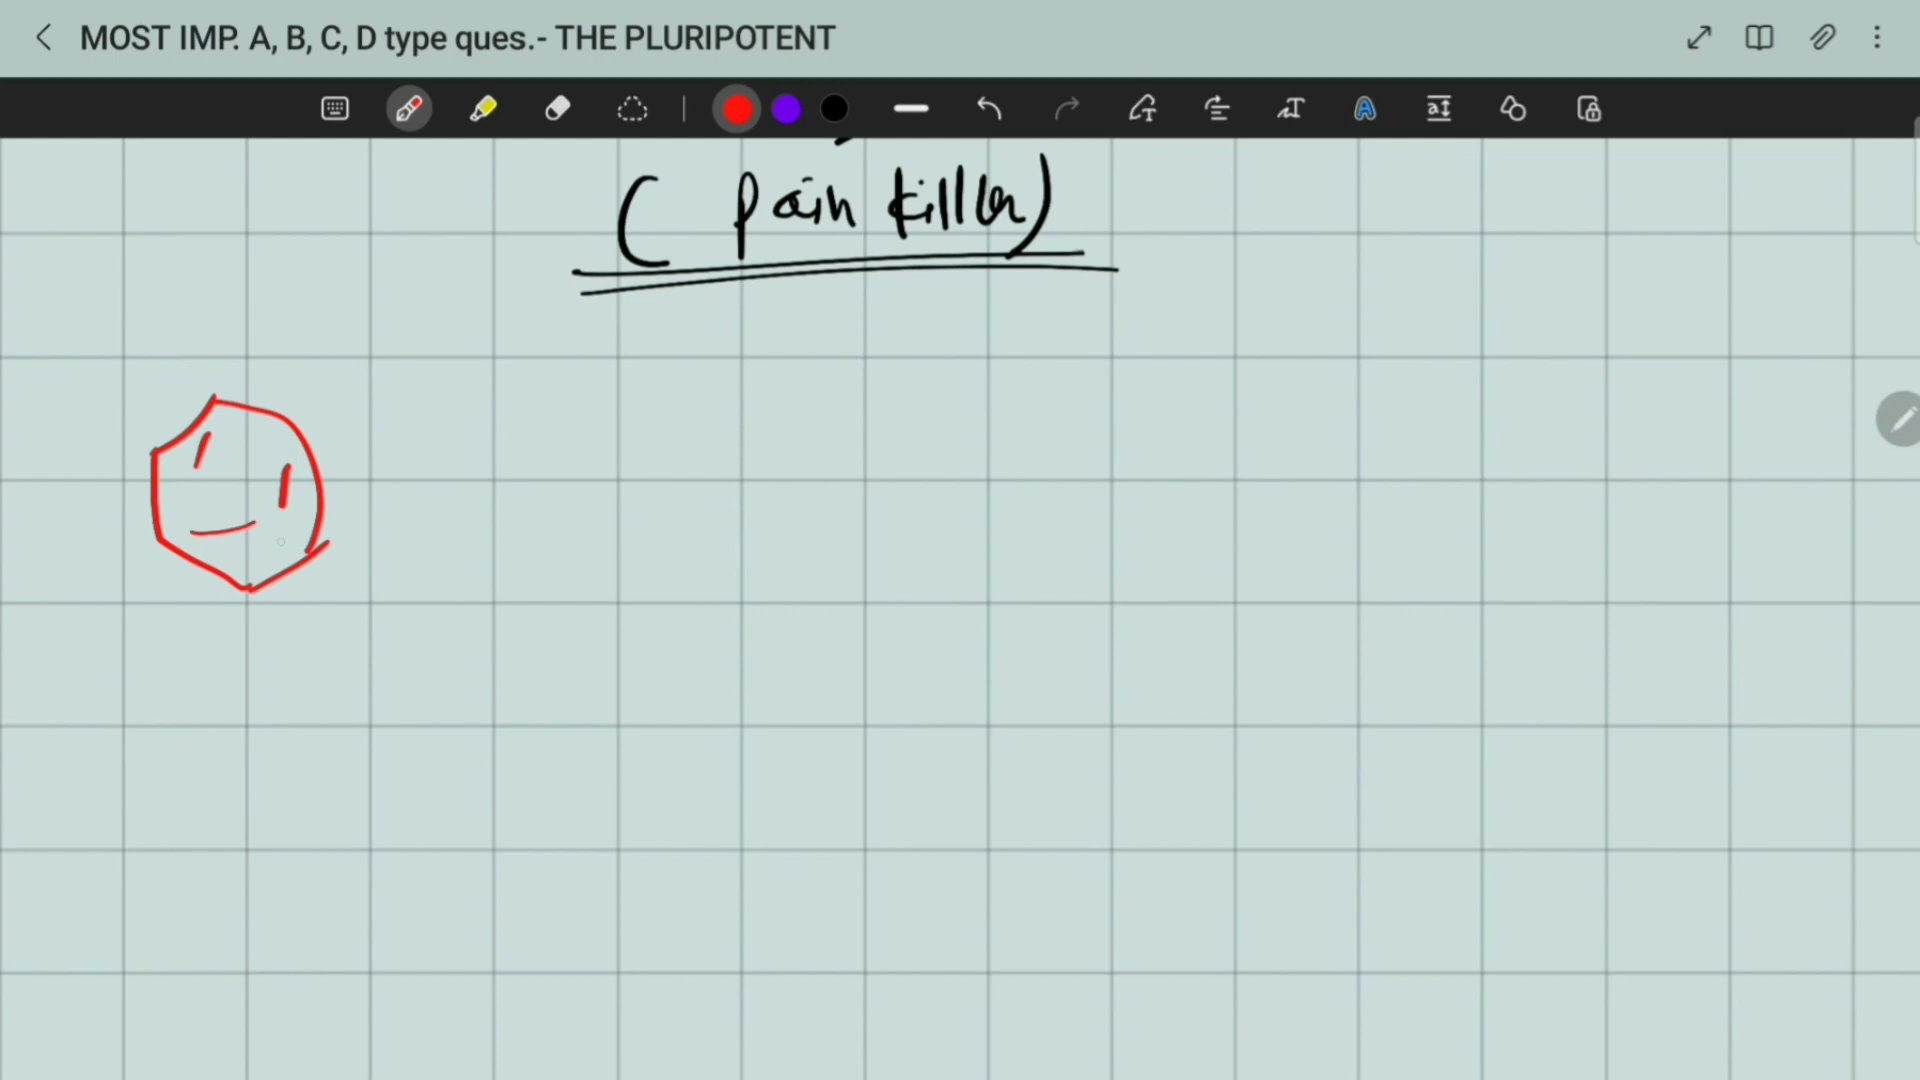 MOST IMP. A, B, C, D type ques.- THE PLURIPOTENT
( Pain killer)